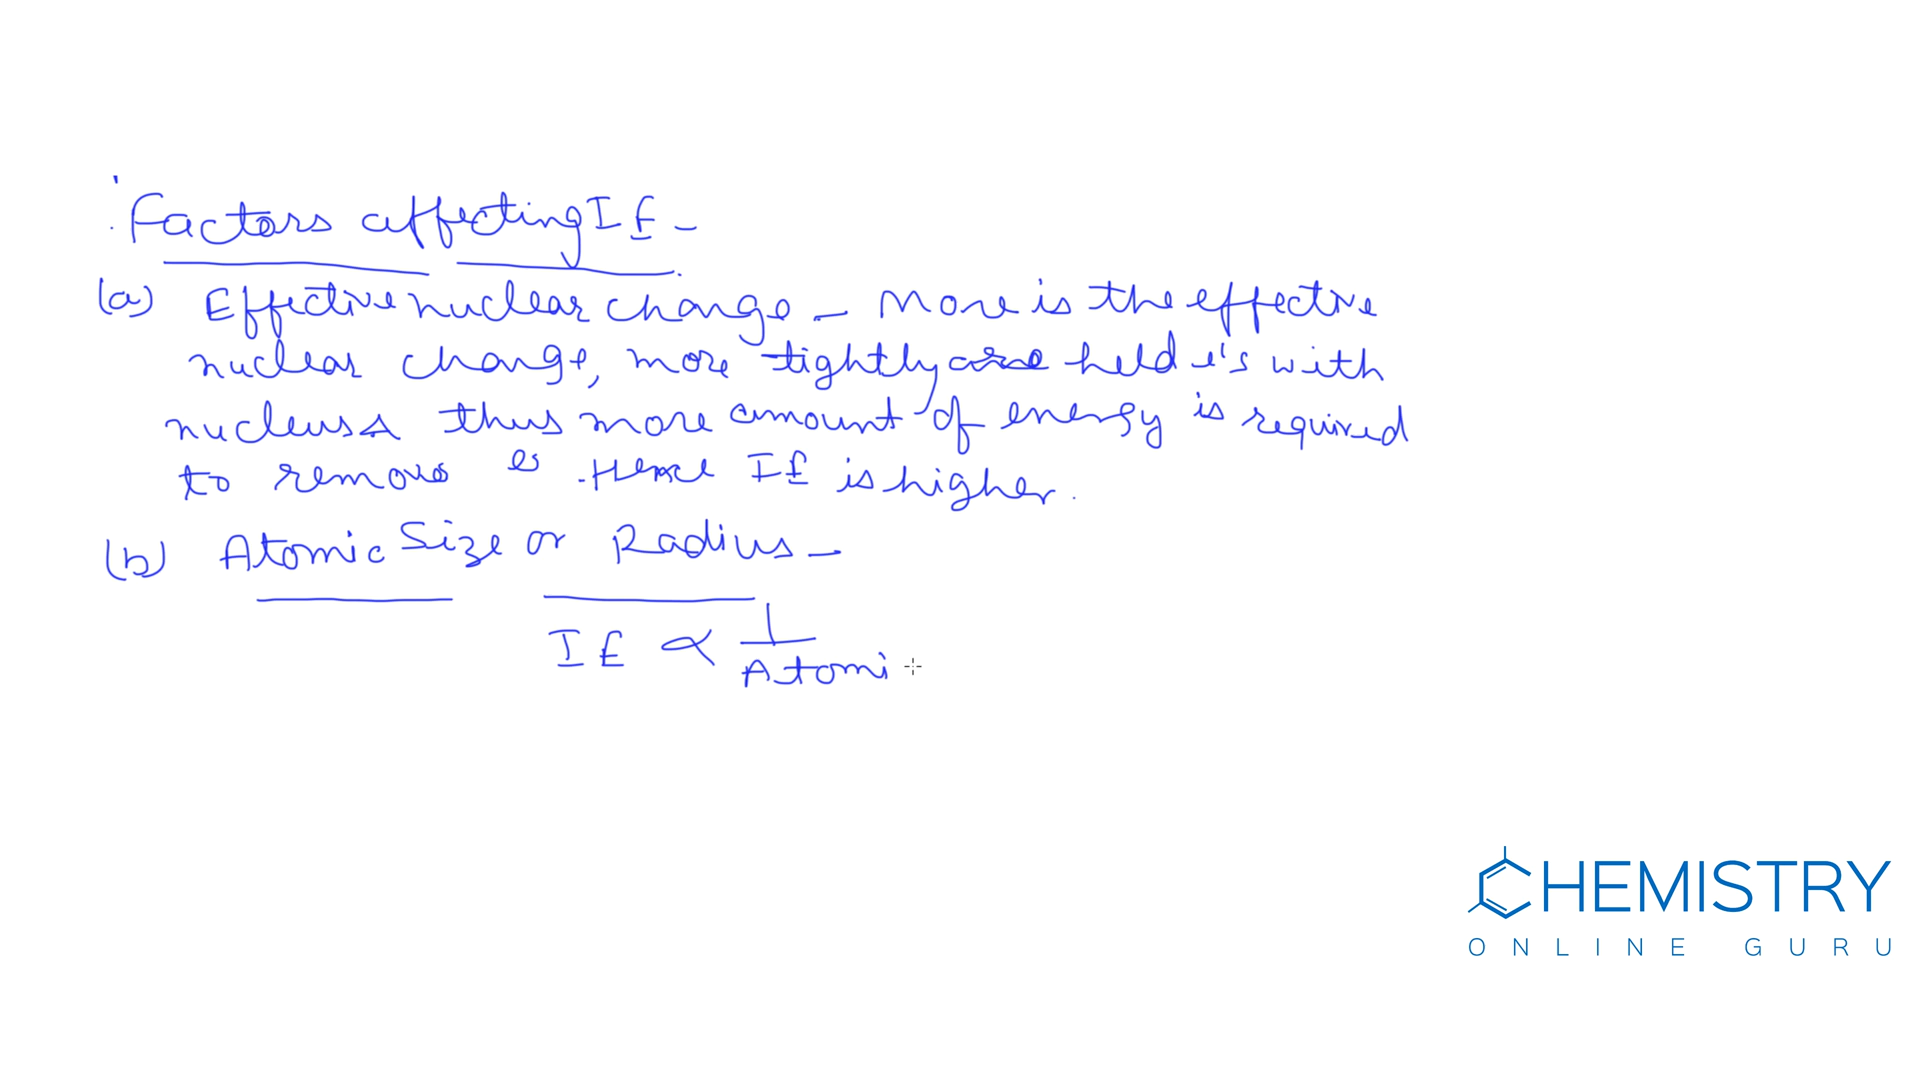 Factors affecting IE -
(a) Effective nuclear charge - More is the effective
nuclear charge, more tightly are held e's with
nucleus & thus more amount of energy is required
to remove es. Hence IE is higher.
(b) Atomic Size or Radius -
IE ∝ 1
Atomi
CHEMISTRY
ONLINE GURU